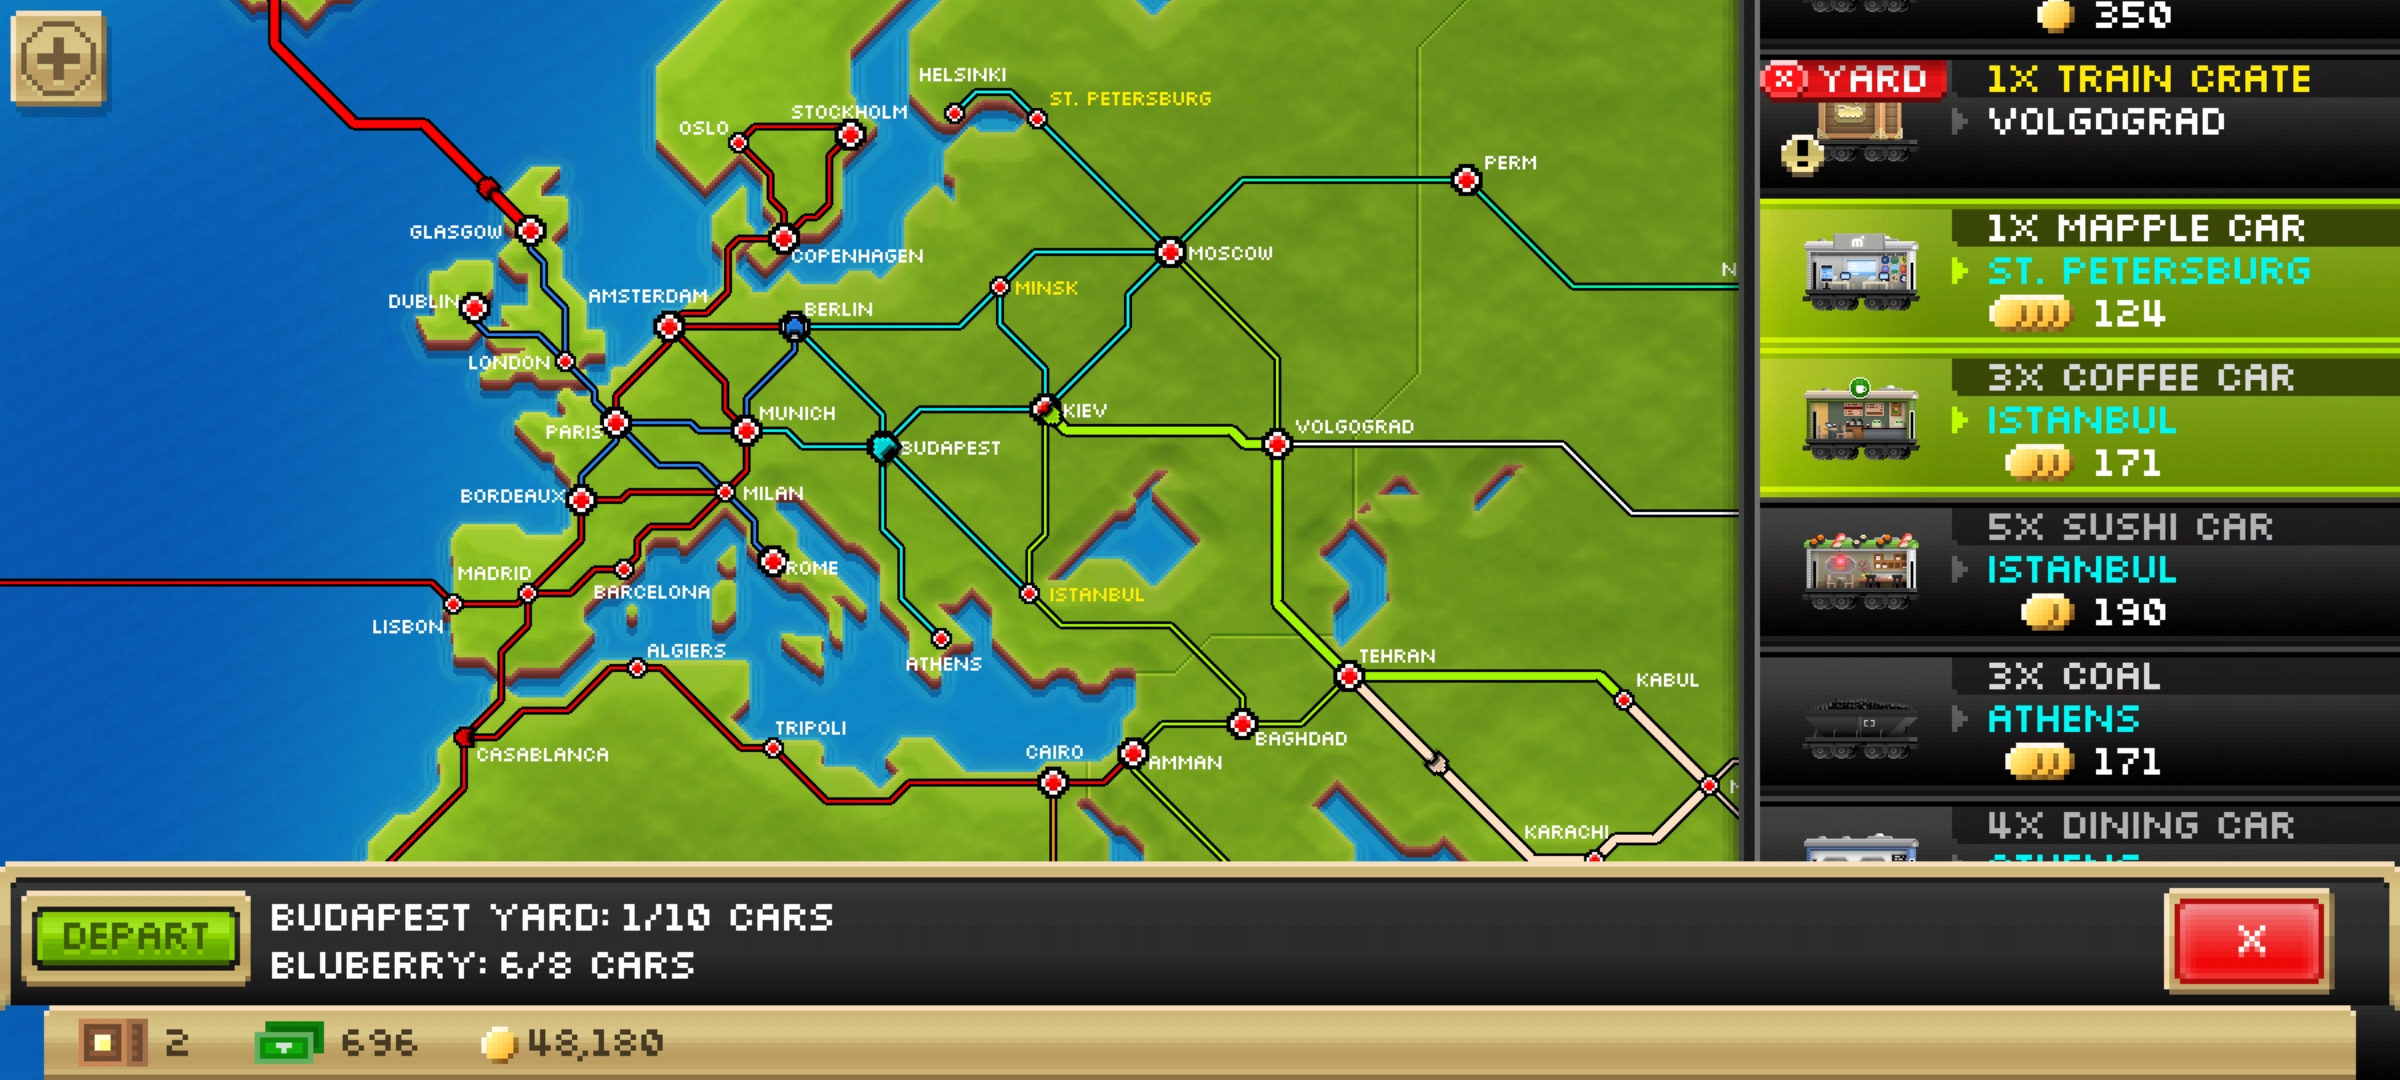 350
YARD
1X TRAIN CRATE
VOLGOGRAD
1X MAPPLE CAR
ST. PETERSBURG
124
3X COFFEE CAR
ISTANBUL
171
5X SUSHI CAR
ISTANBUL
190
3X COAL
ATHENS
171
4X DINING CAR
HELSINKI
ST. PETERSBURG
STOCKHOLM
OSLO
PERM
GLASGOW
COPENHAGEN
MOSCOW
N
MINSK
DUBLIN
AMSTERDAM
BERLIN
LONDON
MUNICH
KIEV
PARIS
BUDAPEST
VOLGOGRAD
BORDEAUX
MILAN
ROME
MADRID
BARCELONA
ISTANBUL
LISBON
ALGIERS
ATHENS
TEHRAN
KABUL
TRIPOLI
CASABLANCA
CAIRO
AMMAN
BAGHDAD
KARACHI
DEPART
BUDAPEST YARD: 1/10 CARS
BLUBERRY: 6/8 CARS
X
2
696
48,180